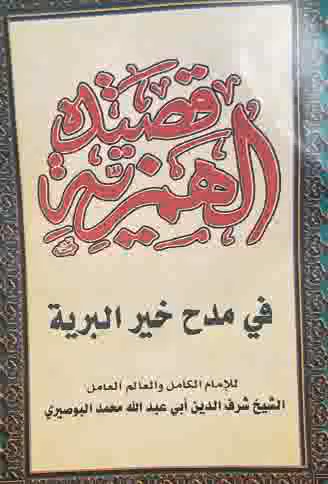 قصيدة
الهمزية
في مدح خير البرية
للإمام الكامل والعالم العامل
الشيخ شرف الدين أبي عبد الله محمد البوصيري